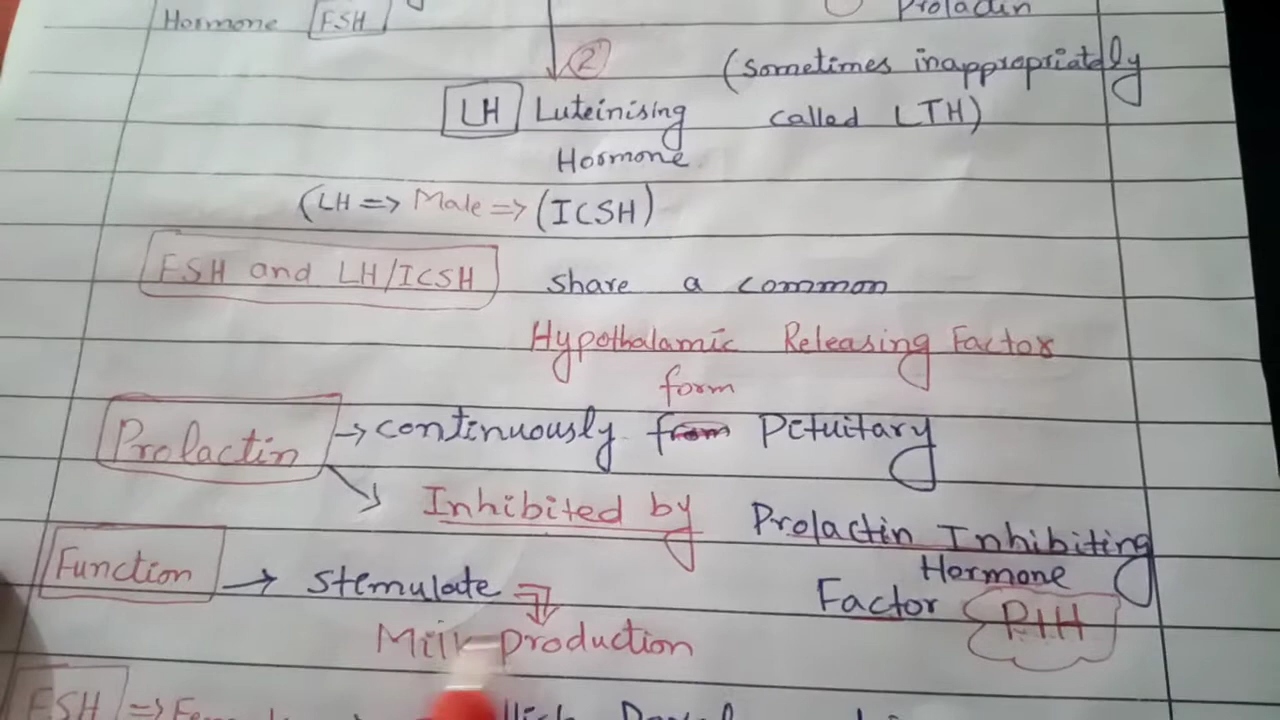 Hormone FSH
Prolactin
②
(sometimes inappropriately
LH Luteinising called LTH)
Hormone
(LH => Male => (ICSH)
FSH and LH/ICSH share a common
Hypothalamic Releasing Factor
form
Prolactin → continuously from Pctuitary
Inhibited by Prolactin Inhibiting
Hormone
Function → stemulate Factor PIH
Milk production
FSH =>